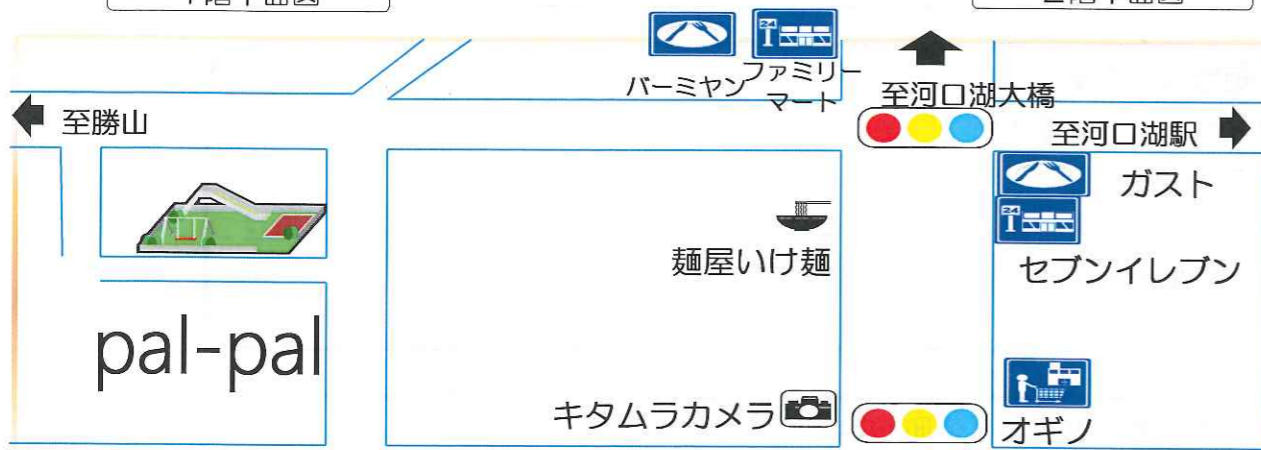 バーミヤン
ファミリー
マート
至河口湖大橋
至勝山
至河口湖駅
ガスト
24
24
麺屋いけ麺
セブンイレブン
pal-pal
キタムラカメラ
オギノ